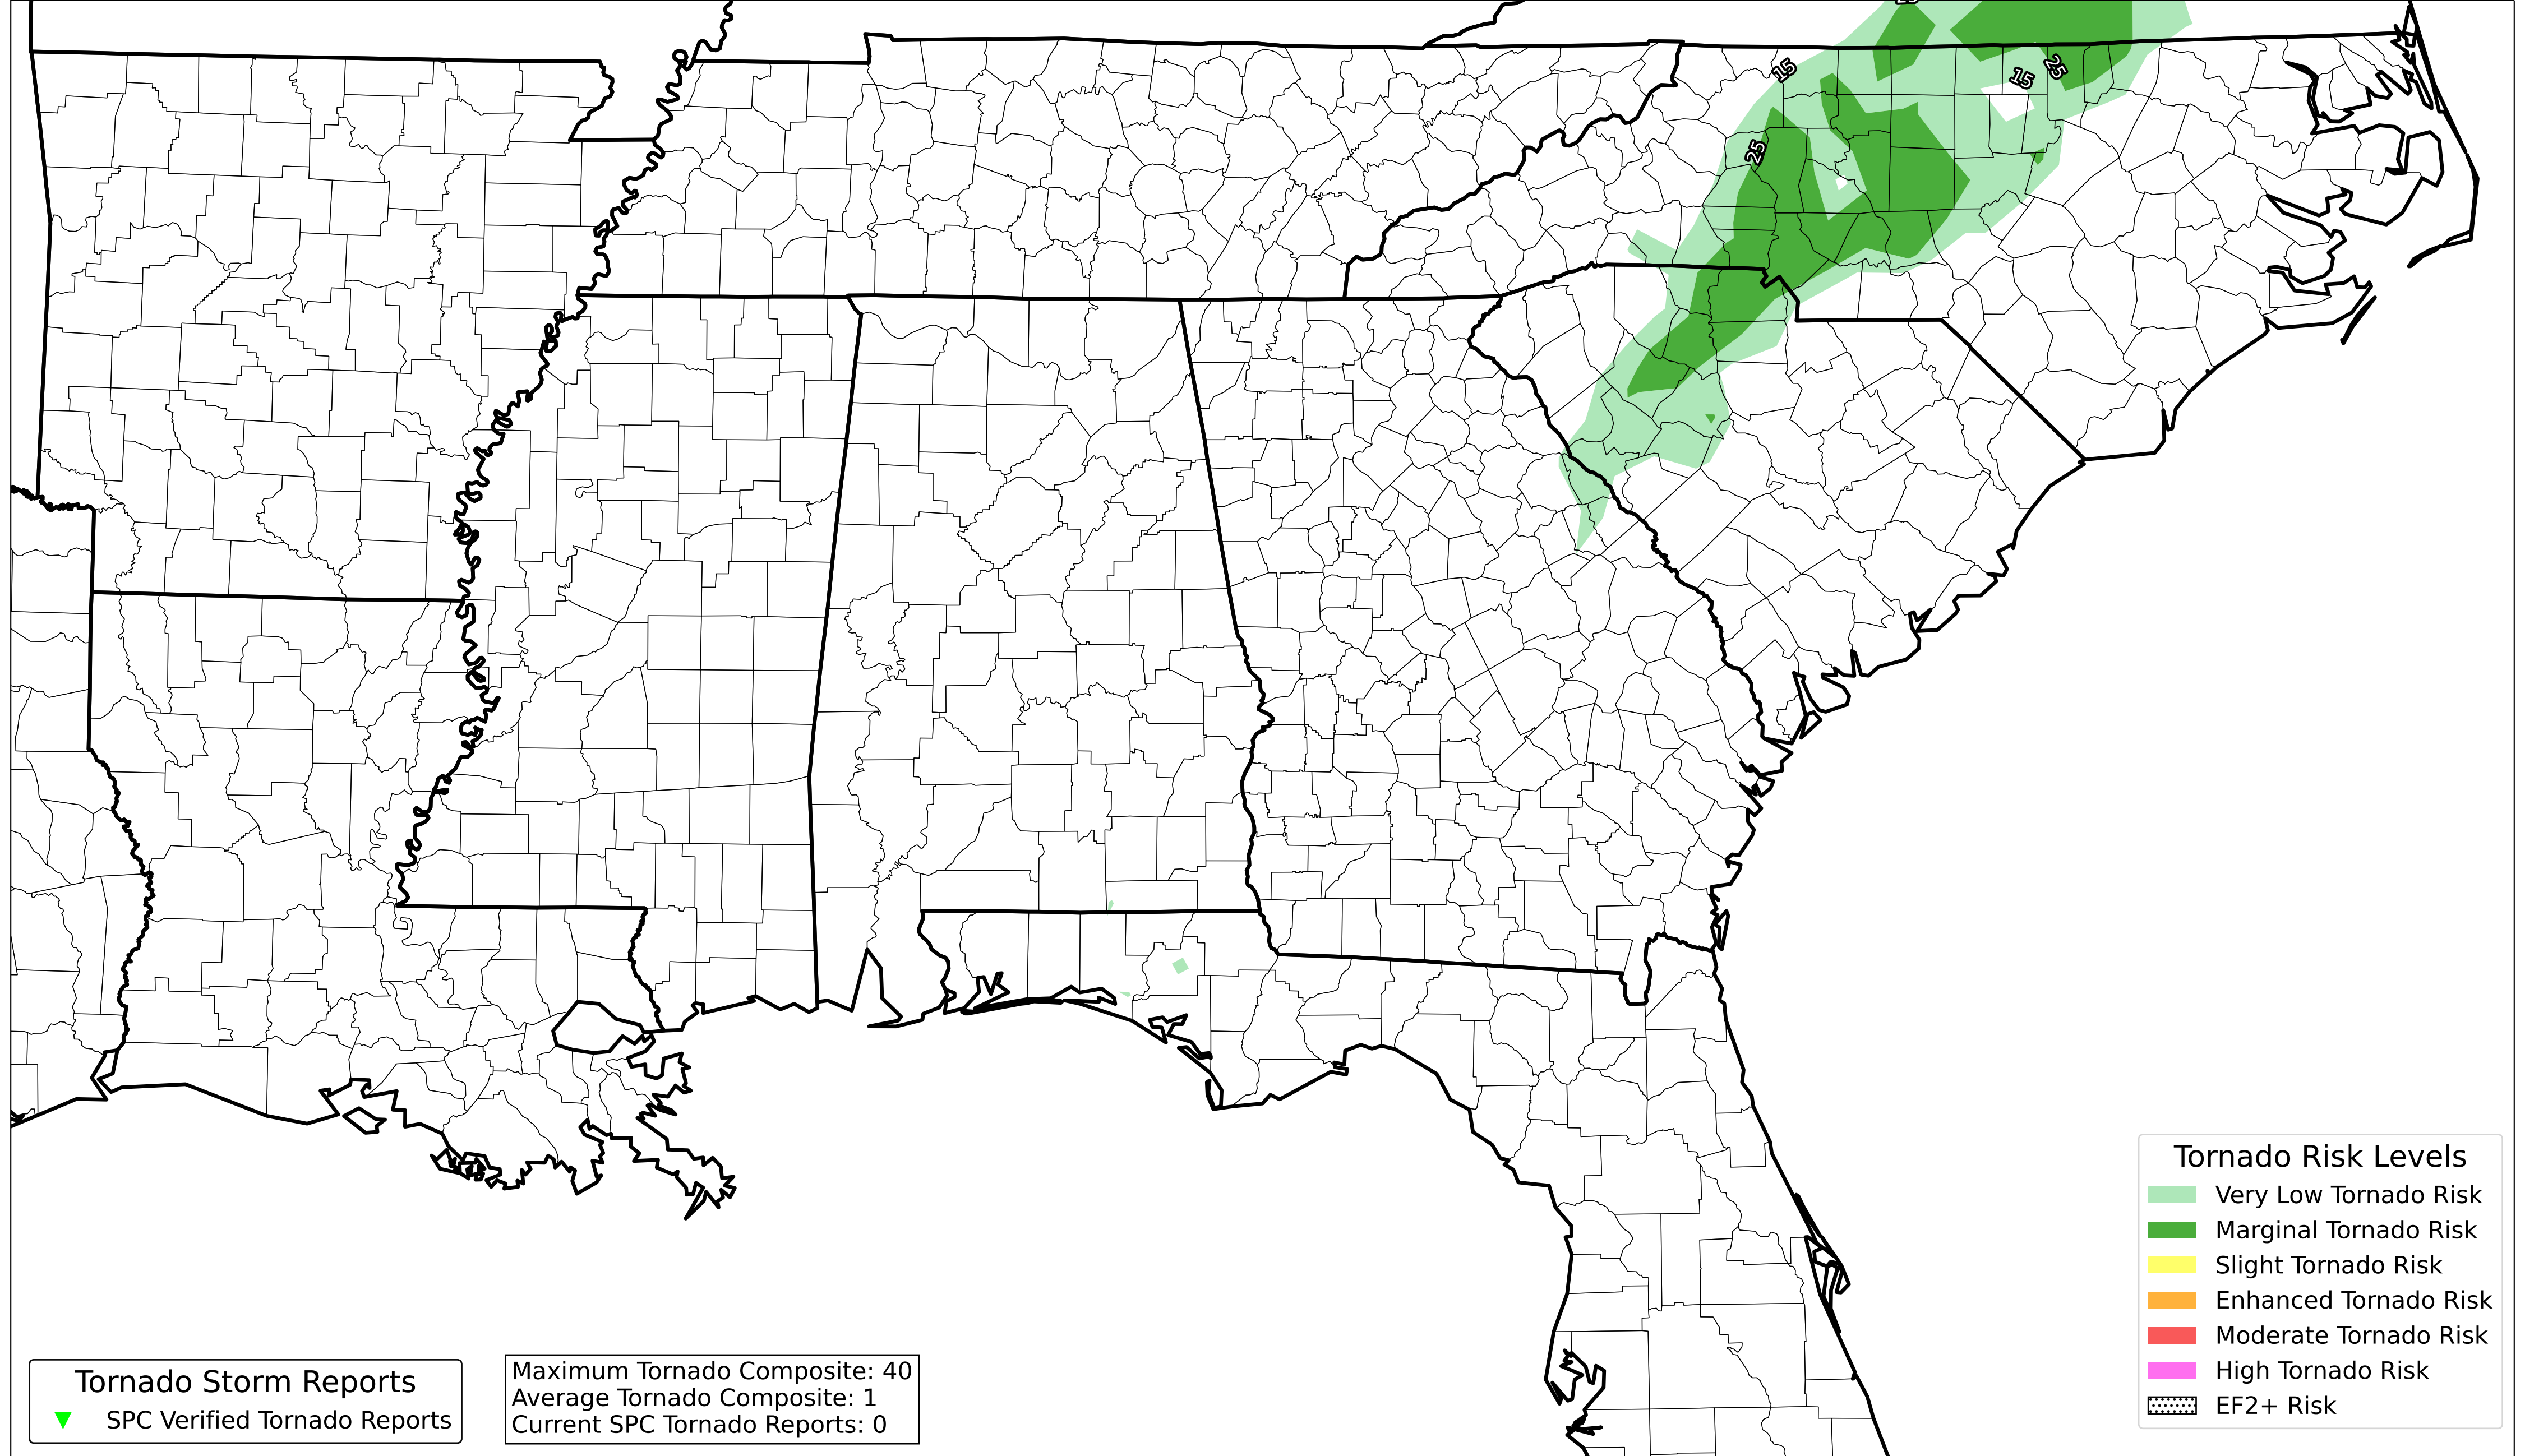 15
25
15
25
Tornado Risk Levels
Very Low Tornado Risk
Marginal Tornado Risk
Slight Tornado Risk
Enhanced Tornado Risk
Moderate Tornado Risk
High Tornado Risk
EF2+ Risk
Tornado Storm Reports
SPC Verified Tornado Reports
Maximum Tornado Composite: 40
Average Tornado Composite: 1
Current SPC Tornado Reports: 0